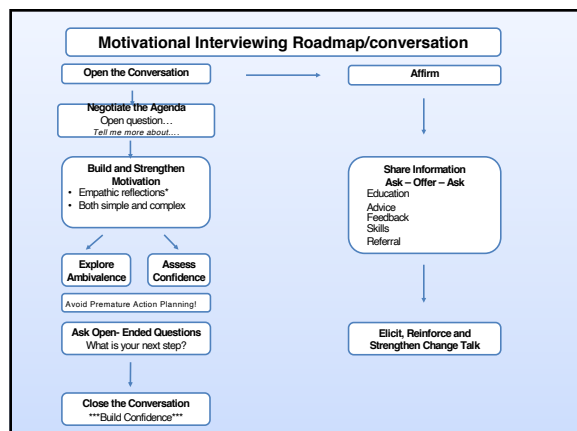 Motivational Interviewing Roadmap/conversation
Open the Conversation
Affirm
Negotiate the Agenda
Open question…
Tell me more about….
Build and Strengthen
Motivation
• Empathic reflections*
• Both simple and complex
Share Information
Ask – Offer – Ask
Education
Advice
Feedback
Skills
Referral
Explore
Ambivalence
Assess
Confidence
Avoid Premature Action Planning!
Ask Open- Ended Questions
What is your next step?
Elicit, Reinforce and
Strengthen Change Talk
Close the Conversation
***Build Confidence***